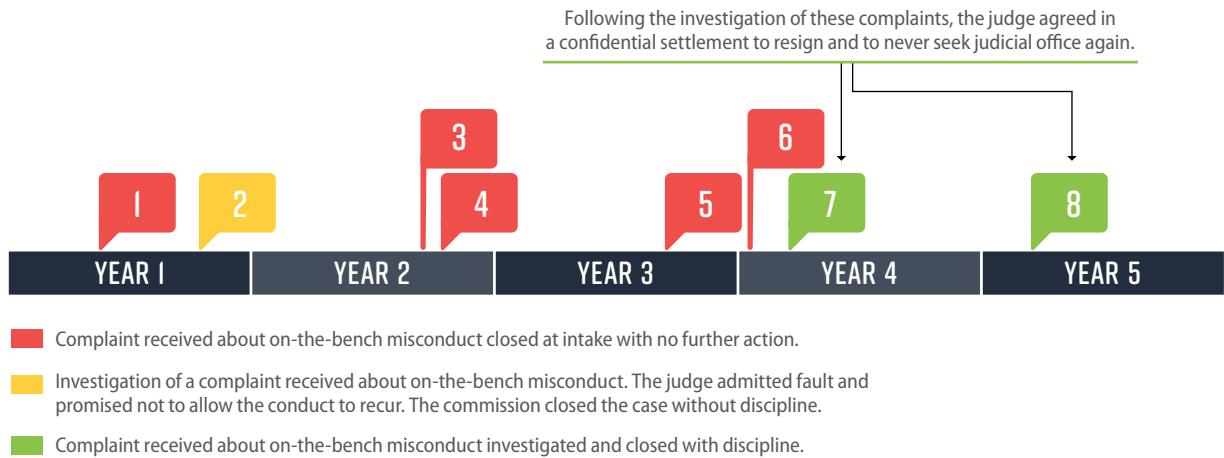 Following the investigation of these complaints, the judge agreed in
a confidential settlement to resign and to never seek judicial office again.
3
6
1
2
4
5
7
8
YEAR 1
YEAR 2
YEAR 3
YEAR 4
YEAR 5
Complaint received about on-the-bench misconduct closed at intake with no further action.
Investigation of a complaint received about on-the-bench misconduct. The judge admitted fault and
promised not to allow the conduct to recur. The commission closed the case without discipline.
Complaint received about on-the-bench misconduct investigated and closed with discipline.